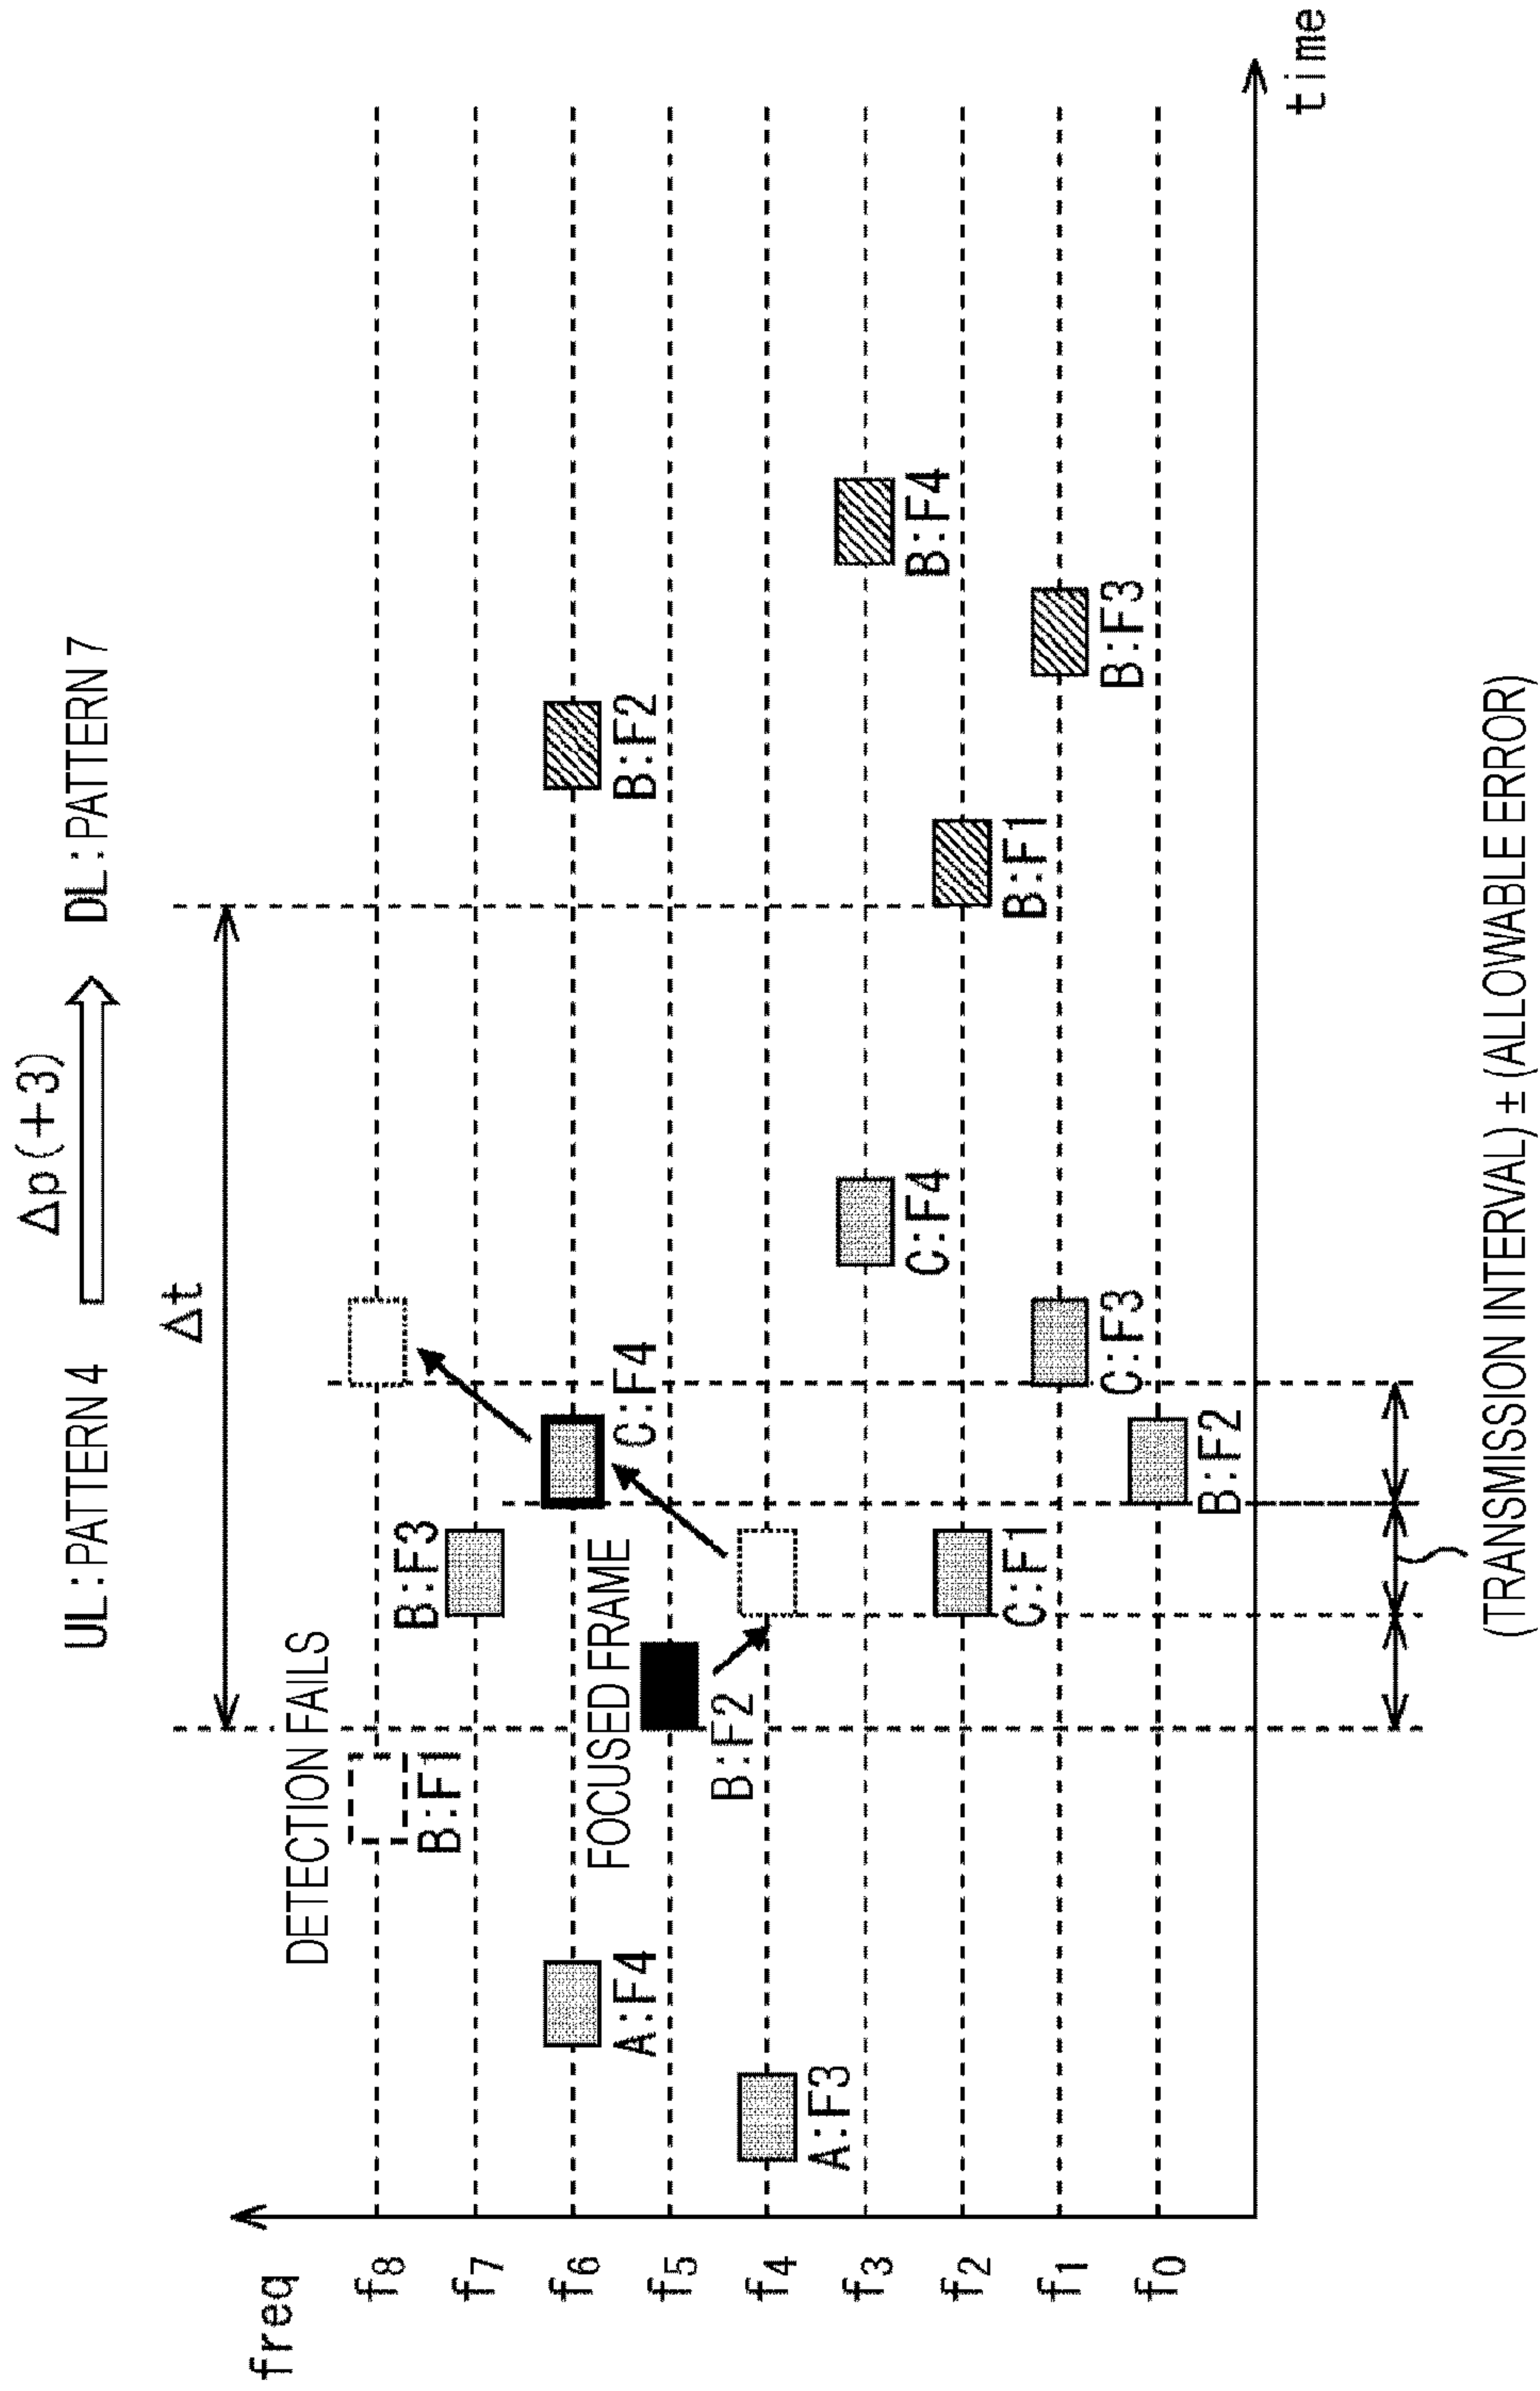 Δp(+3)
UL:PATTERN 4
DL:PATTERN 7
Δt
freq
DETECTION FAILS
f8
B:F1
f7
B:F3
f6
A:F4
FOCUSED FRAME
C:F4
B:F2
f5
B:F2
f4
A:F3
f3
C:F4
B:F4
f2
C:F1
B:F1
f1
C:F3
B:F3
f0
B:F2
time
(TRANSMISSION INTERVAL) ± (ALLOWABLE ERROR)